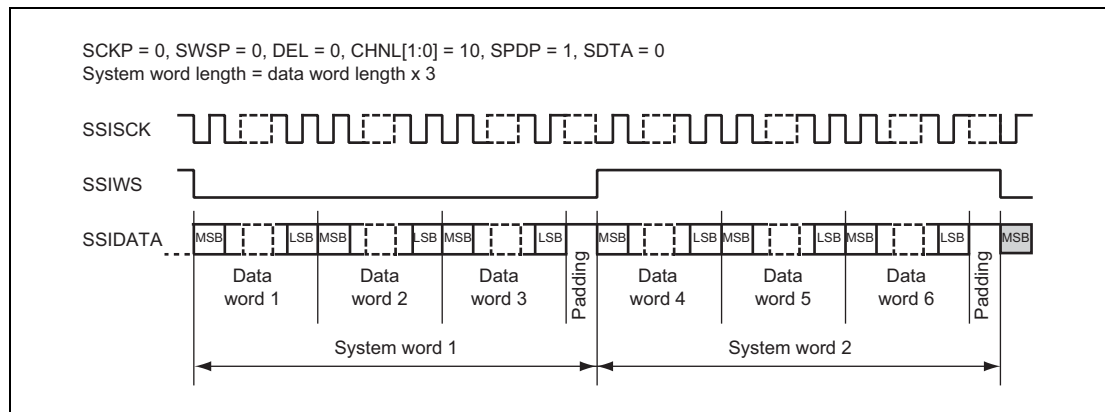 SCKP = 0, SWSP = 0, DEL = 0, CHNL[1:0] = 10, SPDP = 1, SDTA = 0
System word length = data word length x 3
SSISCK
SSIWS
SSIDATA
MSB LSB MSB LSB MSB LSB MSB LSB MSB LSB MSB LSB MSB
Data word 1
Data word 2
Data word 3
Padding
Data word 4
Data word 5
Data word 6
Padding
System word 1
System word 2